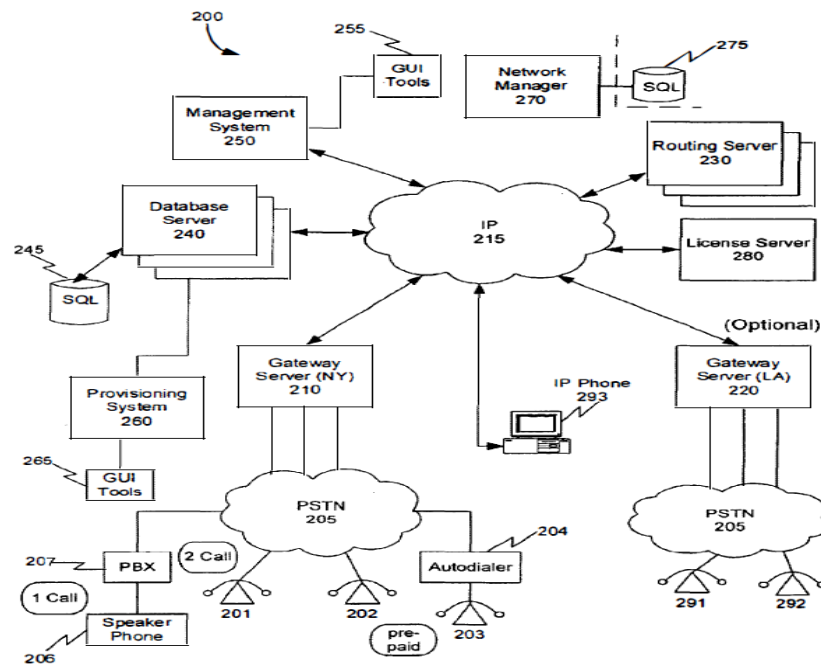 200
255
GUI
Tools
Management
System
250
Network
Manager
270
275
SQL
Routing Server
230
Database
Server
240
IP
215
License Server
280
245
SQL
(Optional)
Gateway
Server (NY)
210
Gateway
Server (LA)
220
Provisioning
System
260
IP Phone
293
265
GUI
Tools
PSTN
205
PSTN
205
204
207
PBX
2 Call
Autodialer
1 Call
201
202
203
291
292
Speaker
Phone
206
pre-
paid